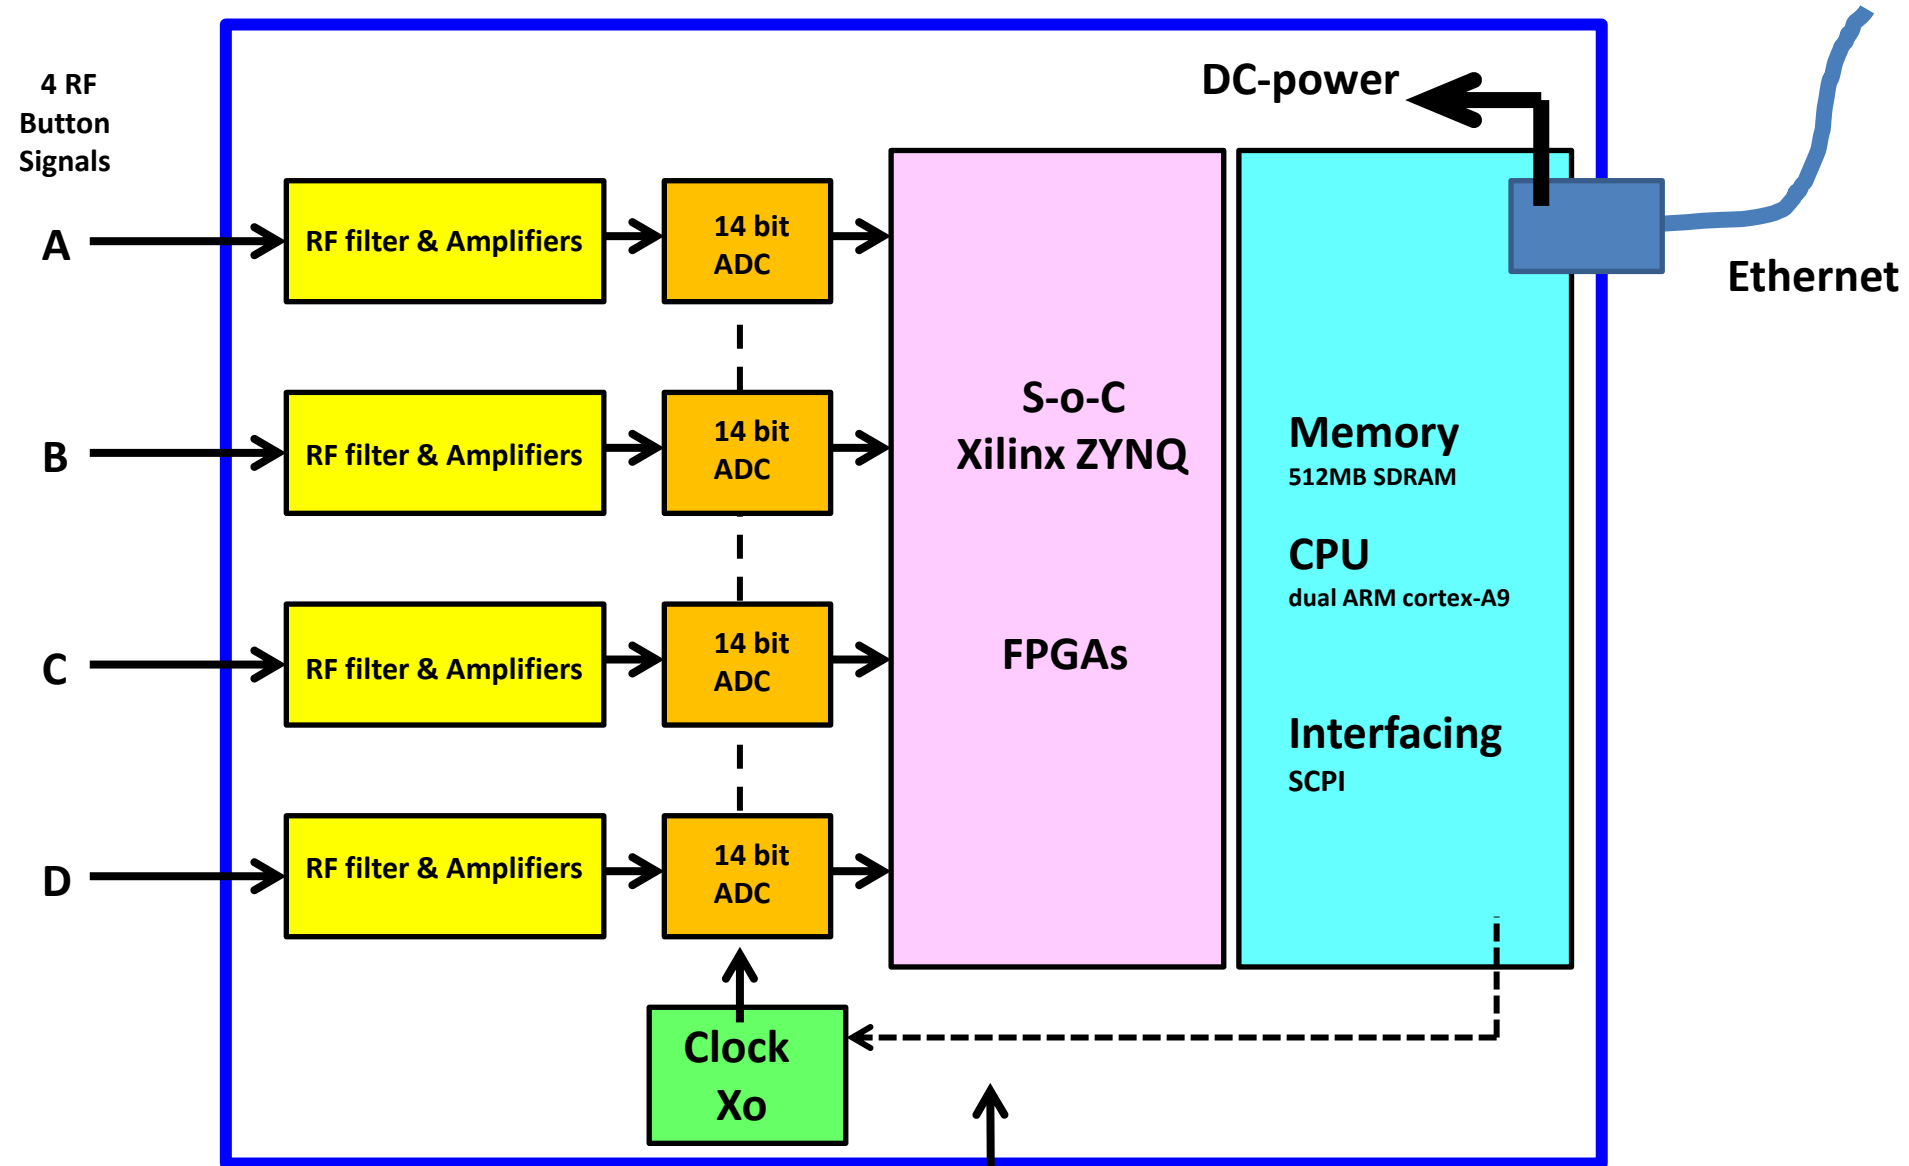 4 RF
Button
Signals
DC-power
Ethernet
A
RF filter & Amplifiers
14 bit
ADC
B
RF filter & Amplifiers
14 bit
ADC
C
RF filter & Amplifiers
14 bit
ADC
D
RF filter & Amplifiers
14 bit
ADC
S-o-C
Xilinx ZYNQ
FPGAs
Memory
512MB SDRAM
CPU
dual ARM cortex-A9
Interfacing
SCPI
Clock
Xo